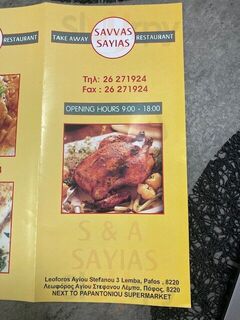 RESTAURANT
TAKE AWAY
SAVVAS
SAYIAS
RESTAURANT
Τηλ: 26 271924
Fax : 26 271924
OPENING HOURS 9:00 - 18:00
S & A
SAYIAS
Leoforos Agiou Stefanou 3 Lemba, Pafos , 8220
Λεωφόρος Αγίου Στεφανου Λέμπα, Πάφος, 8220
NEXT TO PAPANTONIOU SUPERMARKET